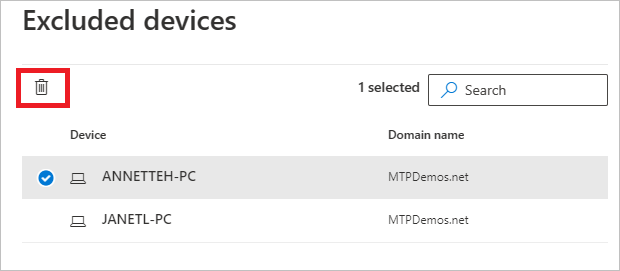 Excluded devices
1 selected Search
Device Domain name
ANNETTEH-PC MTPDemos.net
JANETL-PC MTPDemos.net